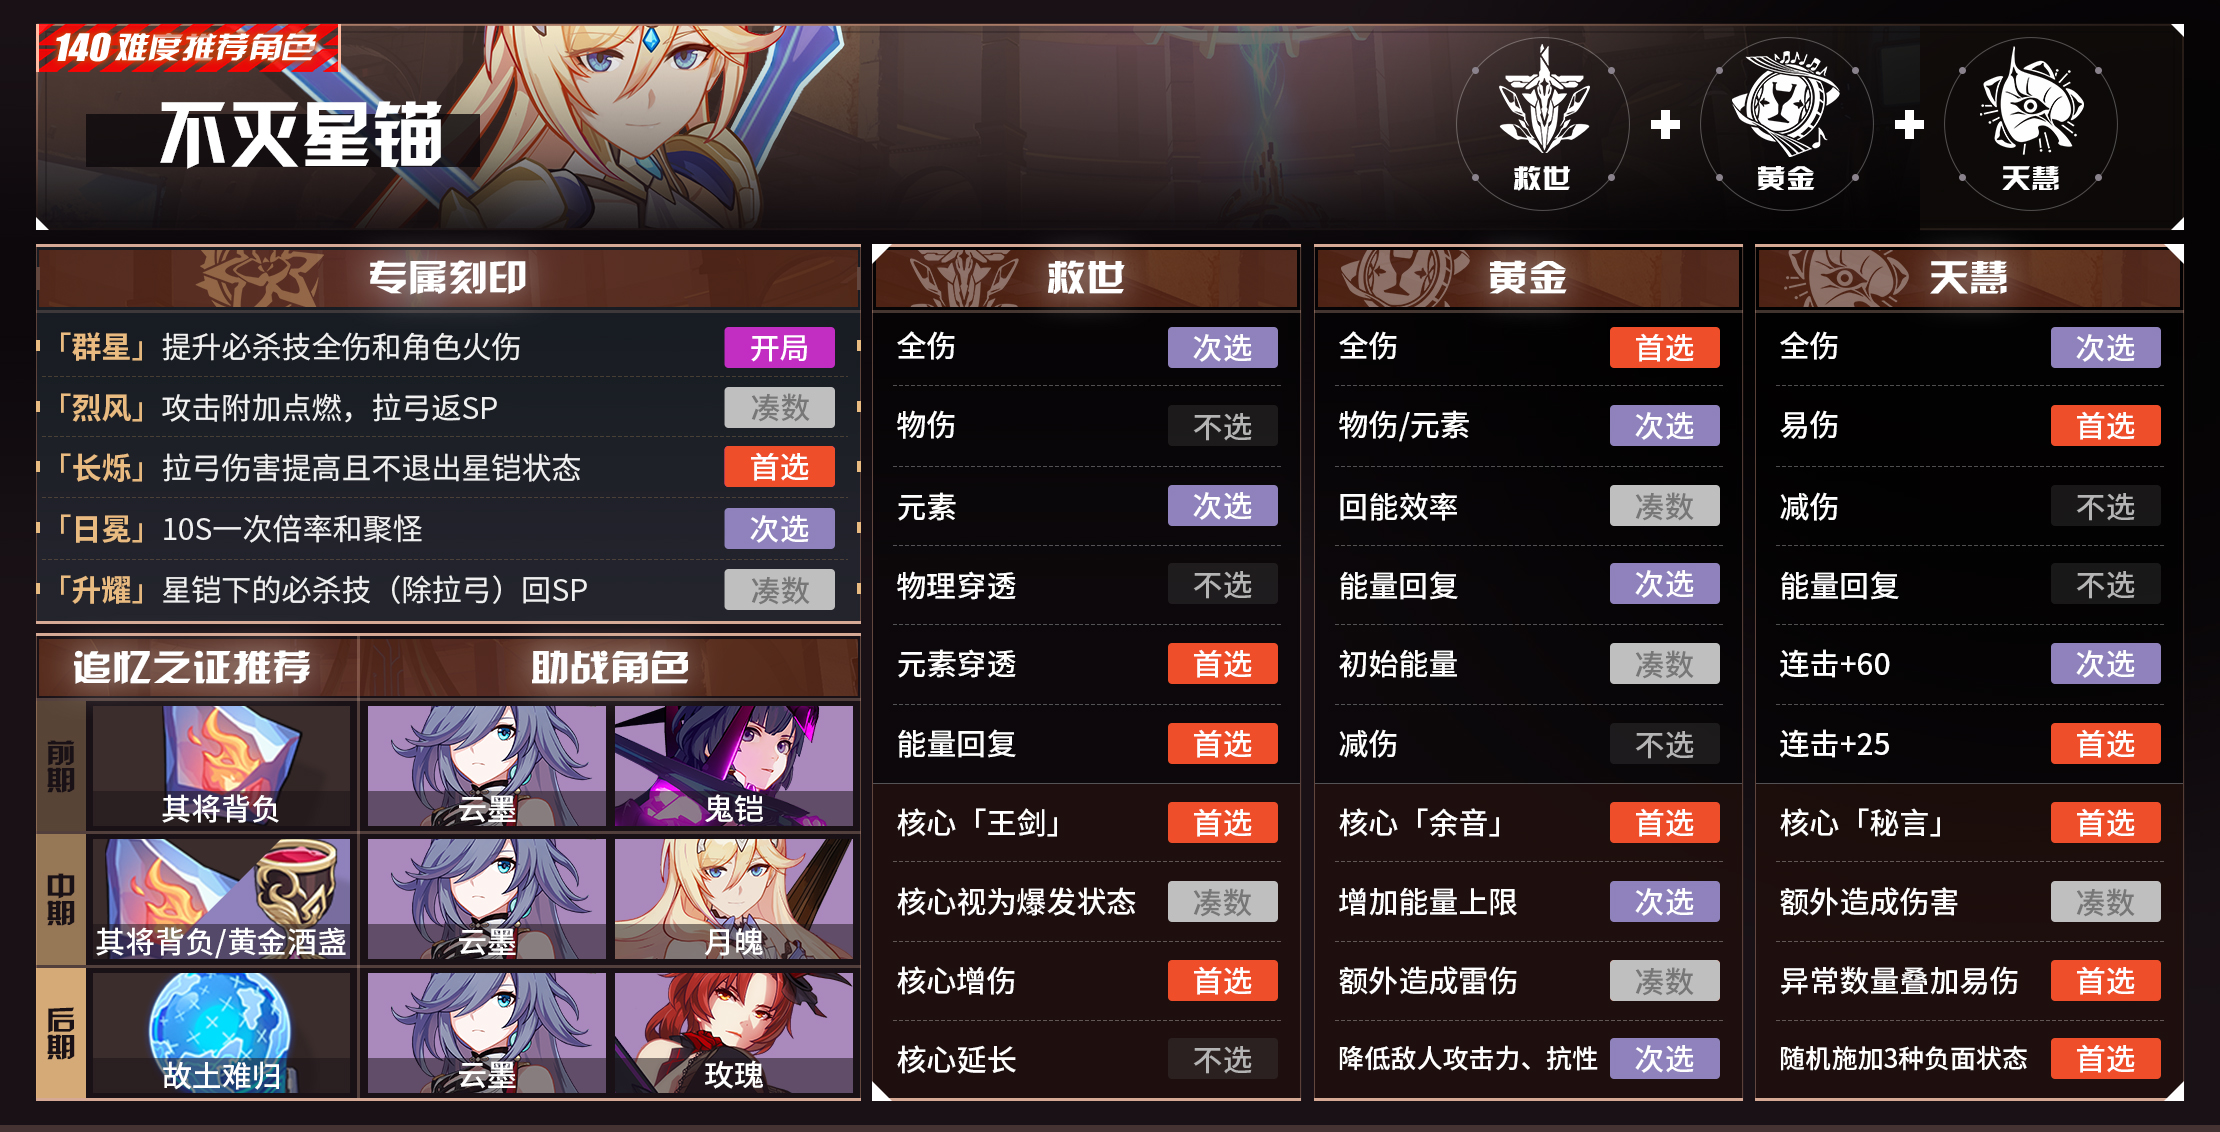 140难度推荐角色
不灭星锚
救世
黄金
天慧
专属刻印
「群星」提升必杀技全伤和角色火伤 开局
「烈风」攻击附加点燃，拉弓返SP 凑数
「长烁」拉弓伤害提高且不退出星铠状态 首选
「日冕」10S一次倍率和聚怪 次选
「升耀」星铠下的必杀技（除拉弓）回SP 凑数
追忆之证推荐 助战角色
前期 其将背负 云墨 鬼铠
中期 其将背负/黄金酒盏 云墨 月魄
后期 故土难归 云墨 玫瑰
救世
全伤 次选
物伤 不选
元素 次选
物理穿透 不选
元素穿透 首选
能量回复 首选
核心「王剑」 首选
核心视为爆发状态 凑数
核心增伤 首选
核心延长 不选
黄金
全伤 首选
物伤/元素 次选
回能效率 凑数
能量回复 次选
初始能量 凑数
减伤 不选
核心「余音」 首选
增加能量上限 次选
额外造成雷伤 凑数
降低敌人攻击力、抗性 次选
天慧
全伤 次选
易伤 首选
减伤 不选
能量回复 不选
连击+60 次选
连击+25 首选
核心「秘言」 首选
额外造成伤害 凑数
异常数量叠加易伤 首选
随机施加3种负面状态 首选